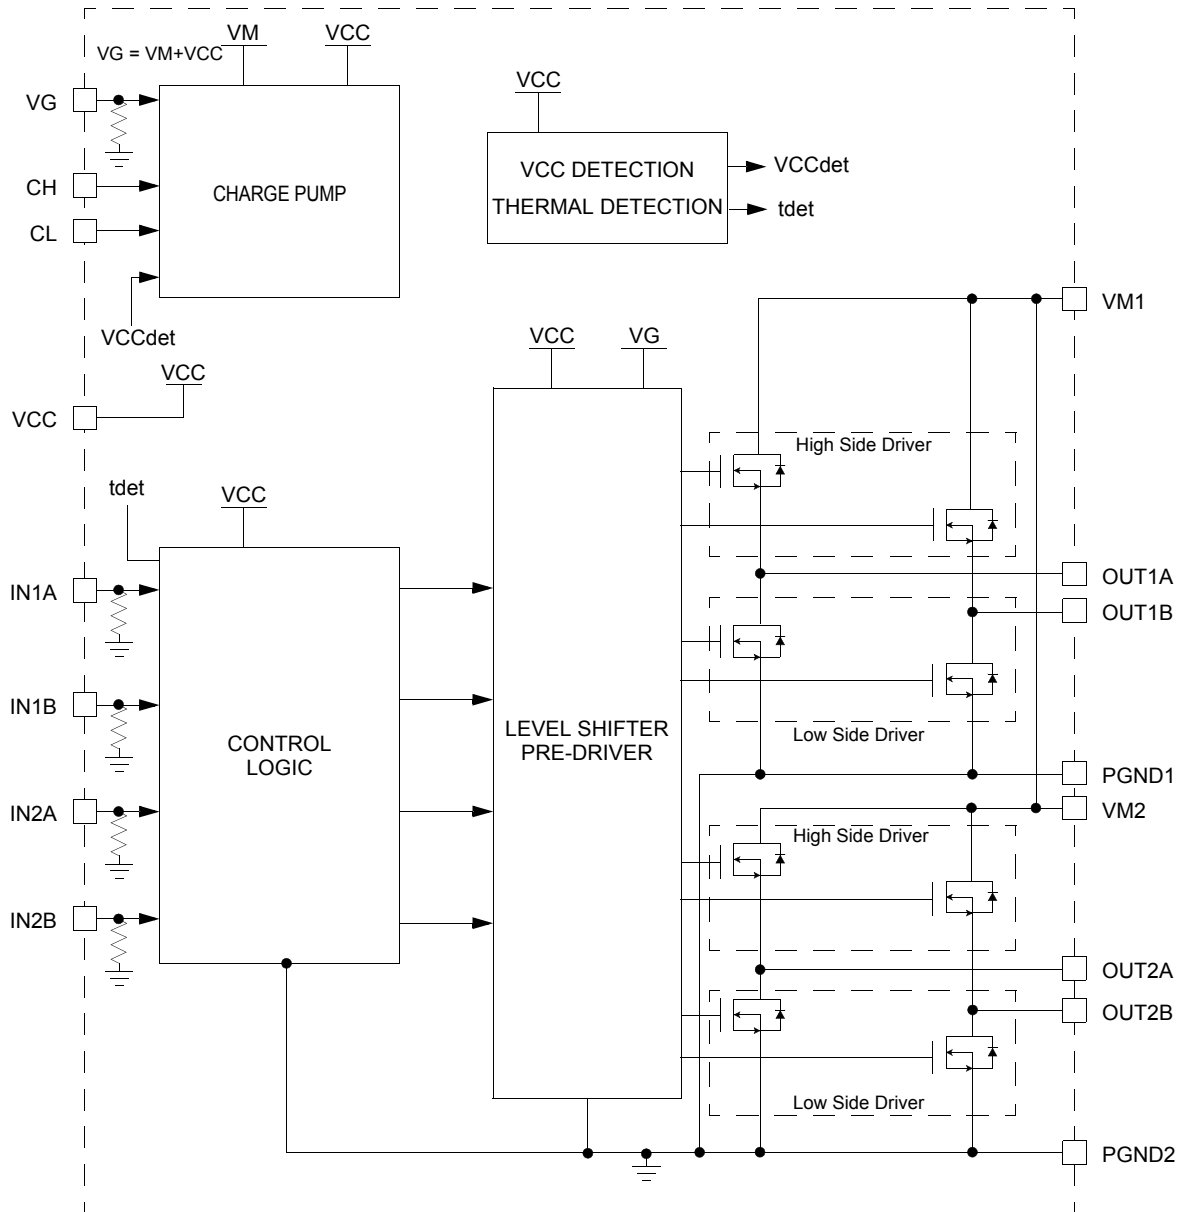 VG = VM+VCC
VM
VCC
VG
CH
CL
CHARGE PUMP
VCCdet
VCC
VCC DETECTION
THERMAL DETECTION
VCCdet
tdet
VM1
VCC
VCC
VCC
VG
High Side Driver
tdet
VCC
IN1A
IN1B
IN2A
IN2B
CONTROL
LOGIC
LEVEL SHIFTER
PRE-DRIVER
OUT1A
OUT1B
Low Side Driver
PGND1
VM2
High Side Driver
OUT2A
OUT2B
Low Side Driver
PGND2